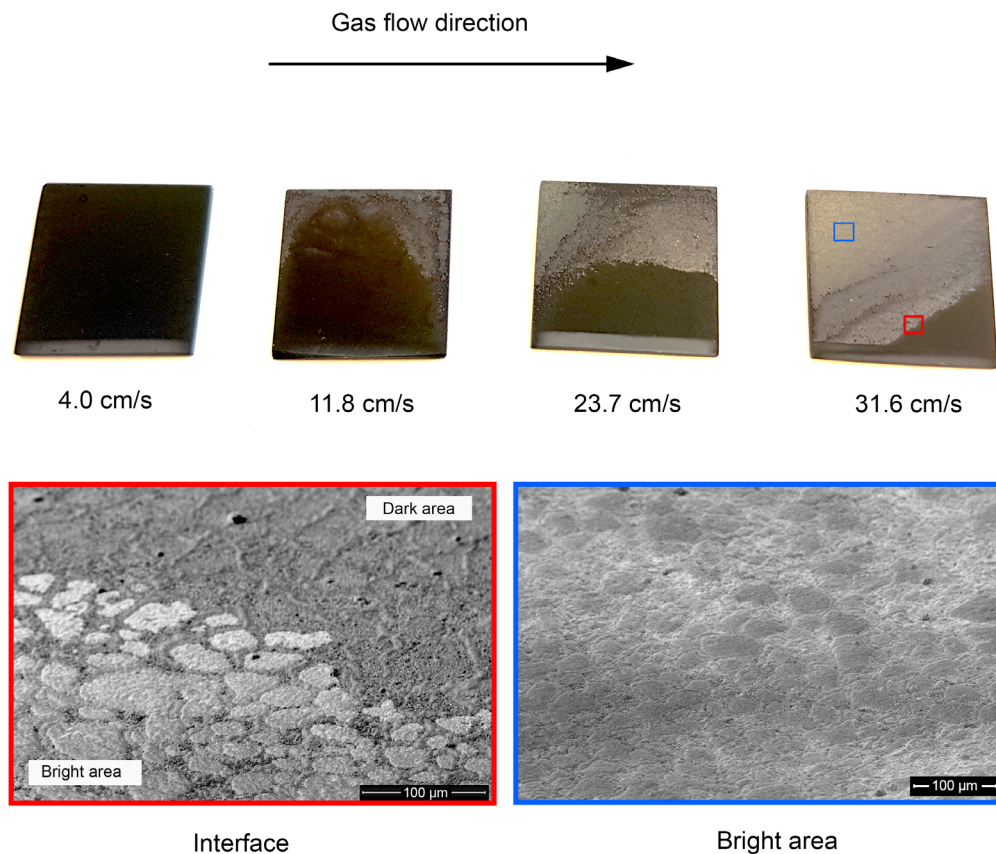 Gas flow direction
4.0 cm/s
11.8 cm/s
23.7 cm/s
31.6 cm/s
Dark area
Bright area
100 µm
100 µm
Interface
Bright area